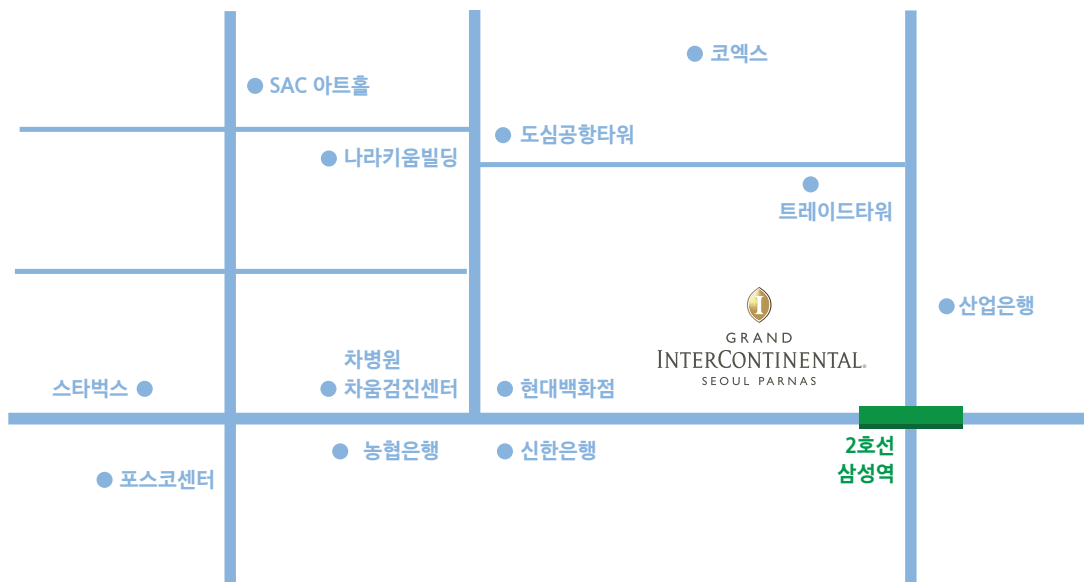 코엑스
SAC 아트홀
도심공항타워
나라키움빌딩
트레이드타워
산업은행
I
GRAND
INTERCONTINENTAL®
SEOUL PARNAS
차병원
차움검진센터
스타벅스
현대백화점
농협은행
신한은행
2호선
삼성역
포스코센터